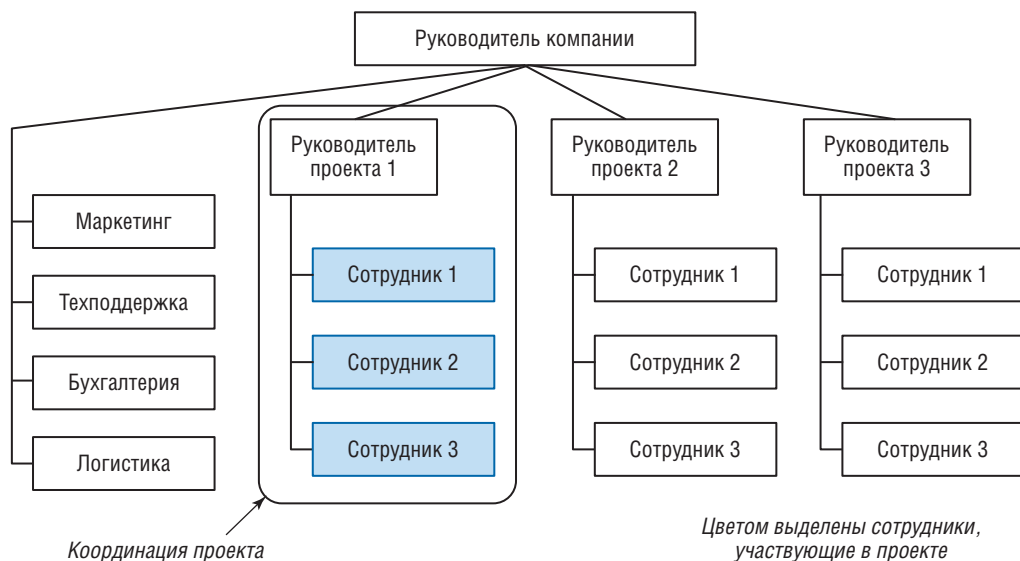 Руководитель компании
Руководитель
проекта 1
Руководитель
проекта 2
Руководитель
проекта 3
Маркетинг
Техподдержка
Бухгалтерия
Логистика
Сотрудник 1
Сотрудник 2
Сотрудник 3
Сотрудник 1
Сотрудник 2
Сотрудник 3
Сотрудник 1
Сотрудник 2
Сотрудник 3
Координация проекта
Цветом выделены сотрудники,
участвующие в проекте